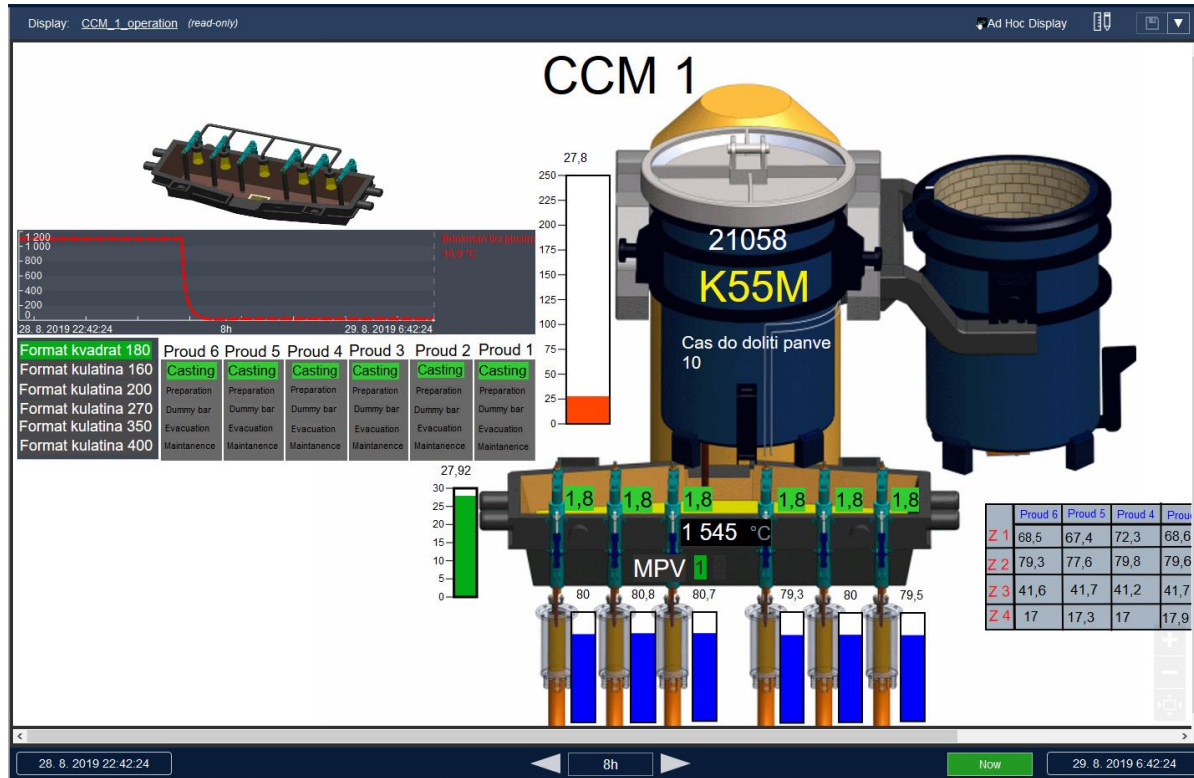 Display: CCM_1_operation (read-only)
Ad Hoc Display
CCM 1
27,8
250
225
200
175
150
125
100
75
50
25
0
21058
K55M
Cas do doliti panve
10
1 200
1 000
800
600
400
200
0
16,9 °C
28. 8. 2019 22:42:24 8h 29. 8. 2019 6:42:24
Format kvadrat 180
Format kulatina 160
Format kulatina 200
Format kulatina 270
Format kulatina 350
Format kulatina 400
Proud 6 Proud 5 Proud 4 Proud 3 Proud 2 Proud 1
Casting Casting Casting Casting Casting Casting
Preparation Preparation Preparation Preparation Preparation Preparation
Dummy bar Dummy bar Dummy bar Dummy bar Dummy bar Dummy bar
Evacuation Evacuation Evacuation Evacuation Evacuation Evacuation
Maintanence Maintanence Maintanence Maintanence Maintanence Maintanence
27,92
30
25
20
15
10
5
0
1,8 1,8 1,8 1,8 1,8 1,8
1 545 °C
MPV 1
80 80,8 80,7 79,3 80 79,5
Proud 6 Proud 5 Proud 4 Prou
Z 1 68,5 67,4 72,3 68,6
Z 2 79,3 77,6 79,8 79,6
Z 3 41,6 41,7 41,2 41,7
Z 4 17 17,3 17 17,9
28. 8. 2019 22:42:24
8h
Now
29. 8. 2019 6:42:24